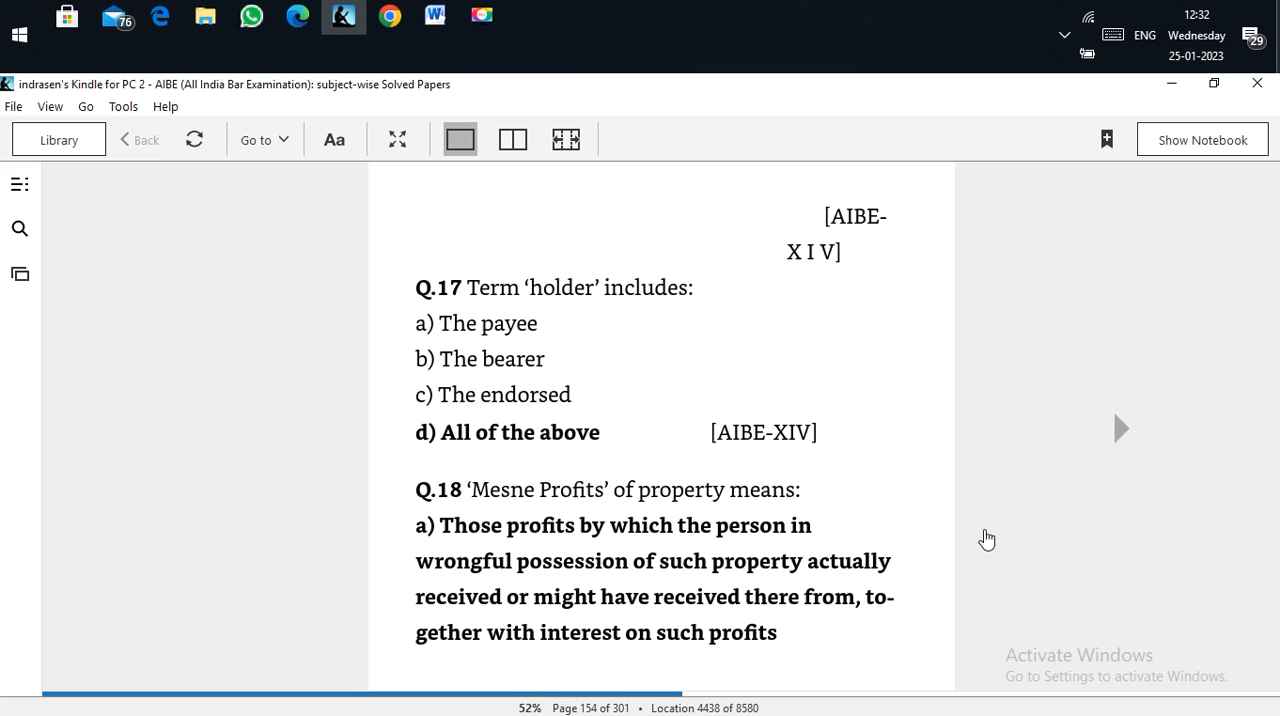 12:32
76
ENG Wednesday
29
25-01-2023
indrasen's Kindle for PC 2 - AIBE (All India Bar Examination): subject-wise Solved Papers
File View Go Tools Help
Library Back Go to Aa Show Notebook
[AIBE-
X I V]
Q.17 Term ‘holder’ includes:
a) The payee
b) The bearer
c) The endorsed
d) All of the above [AIBE-XIV]
Q.18 ‘Mesne Profits’ of property means:
a) Those profits by which the person in
wrongful possession of such property actually
received or might have received there from, to-
gether with interest on such profits
Activate Windows
Go to Settings to activate Windows.
52% Page 154 of 301 • Location 4438 of 8580